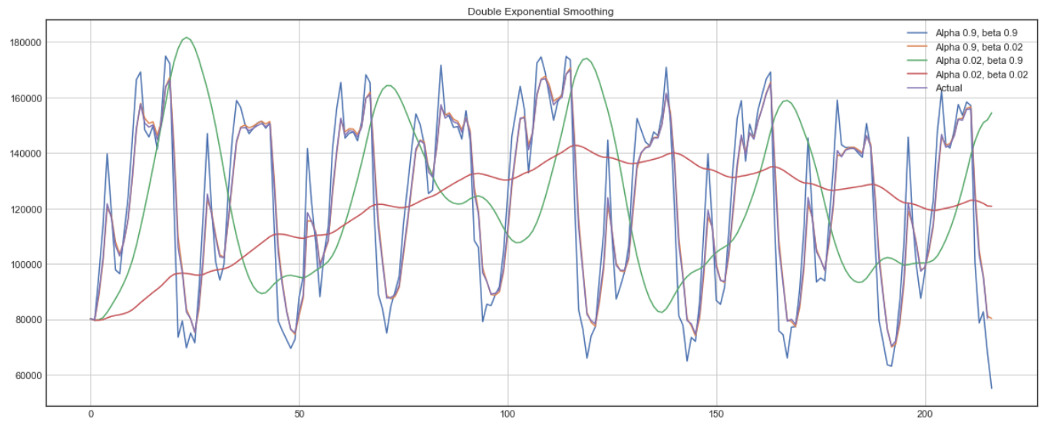 Double Exponential Smoothing
180000
160000
140000
120000
100000
80000
60000
Alpha 0.9, beta 0.9
Alpha 0.9, beta 0.02
Alpha 0.02, beta 0.9
Alpha 0.02, beta 0.02
Actual
0 50 100 150 200